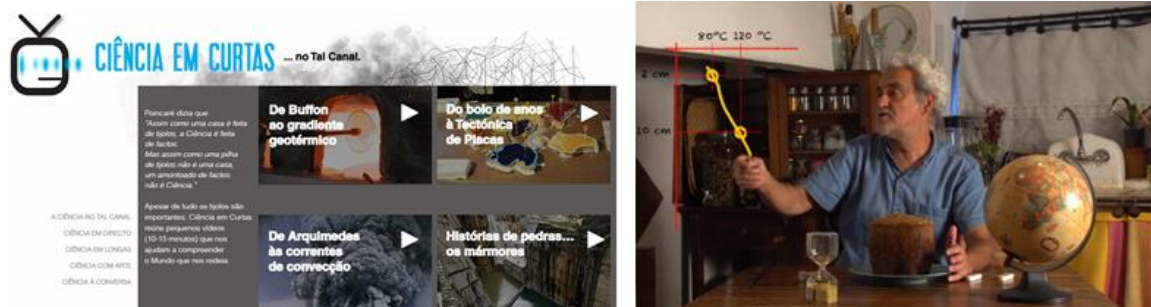 CIÊNCIA EM CURTAS ... no Tal Canal.
Poincaré dizia que
"Assim como uma casa é feita
de tijolos, a Ciência é feita
de factos.
Mas assim como uma pilha
de tijolos não é uma casa,
um amontoado de factos
não é Ciência."
Apesar de tudo os tijolos são
importantes. Ciência em Curtas
reúne pequenos vídeos
(10-15 minutos) que nos
ajudam a compreender
o Mundo que nos rodeia.
A CIÊNCIA NO TAL CANAL
CIÊNCIA EM DIRECTO
CIÊNCIA EM LONGAS
CIÊNCIA COM ARTE
CIÊNCIA À CONVERSA
De Buffon
ao gradiente
geotérmico
Do bolo de anos
à Tectónica
de Placas
De Arquimedes
às correntes
de convecção
Histórias de pedras...
os mármores
80ºC 120 ºC
2 cm
10 cm